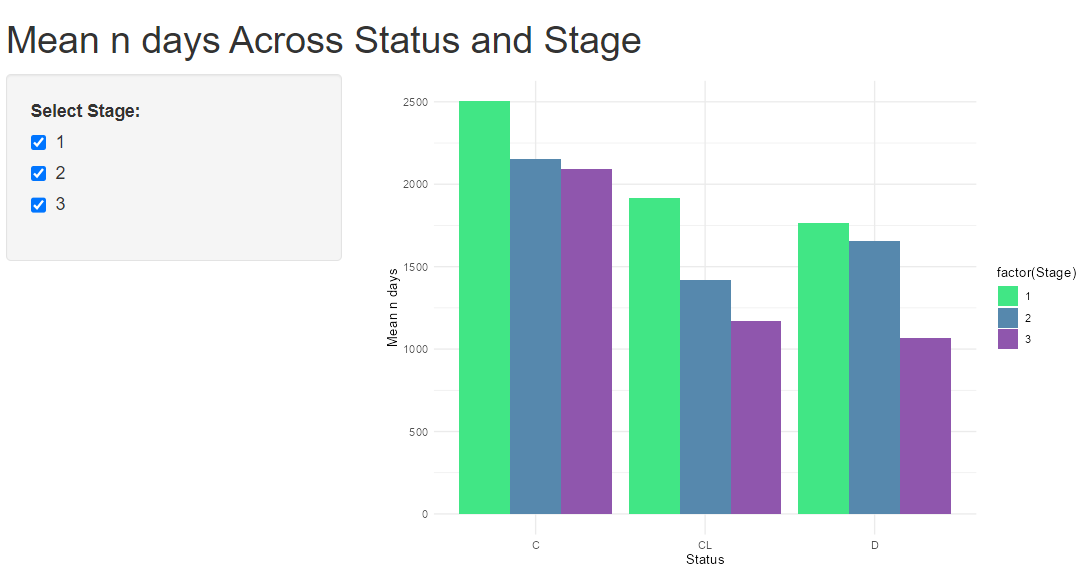 Mean n days Across Status and Stage
Select Stage:
1
2
3
2500
2000
1500
1000
500
0
Mean n days
C CL D
Status
factor(Stage)
1
2
3